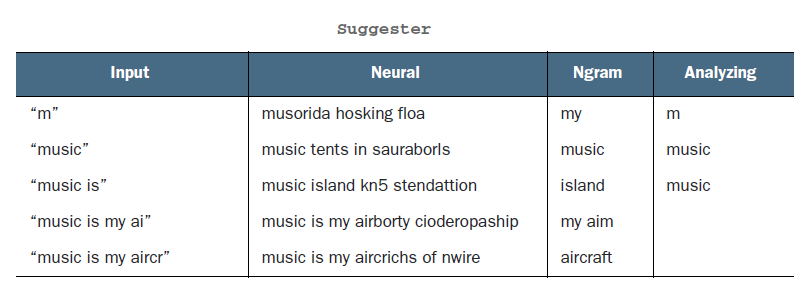 Suggester
Input Neural Ngram Analyzing
“m” musorida hosking floa my m
“music” music tents in sauraborls music music
“music is” music island kn5 stendattion island music
“music is my ai” music is my airborty cioderopaship my aim
“music is my aircr” music is my aircrichs of nwire aircraft